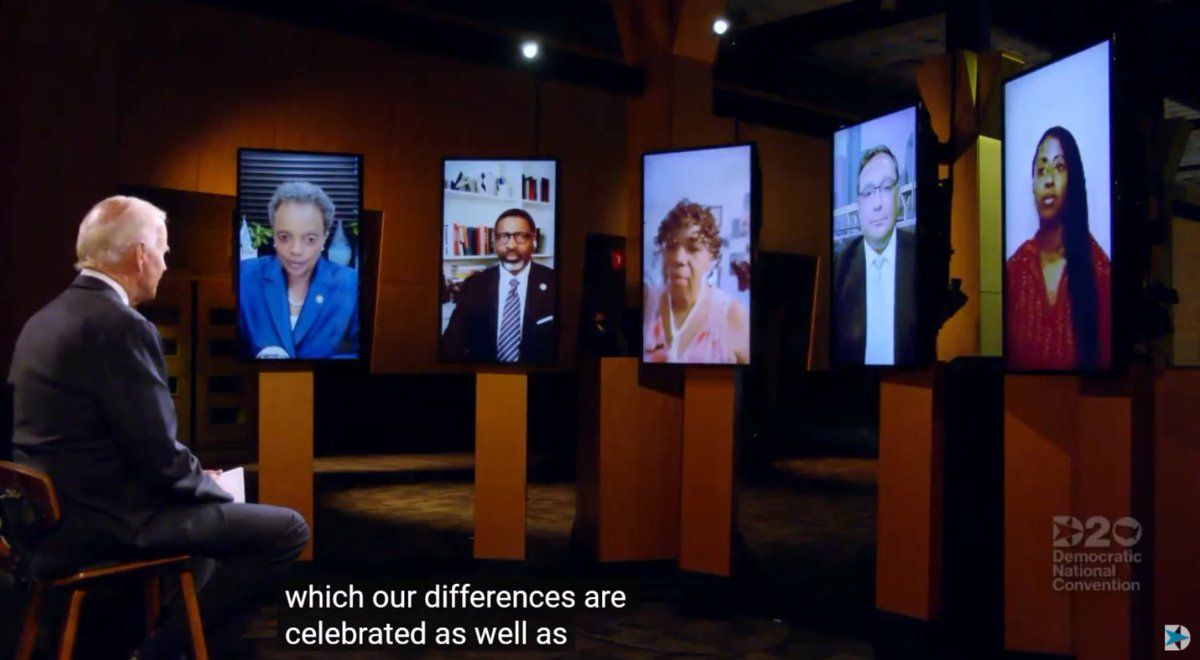 which our differences are
celebrated as well as
D20
Democratic
National
Convention